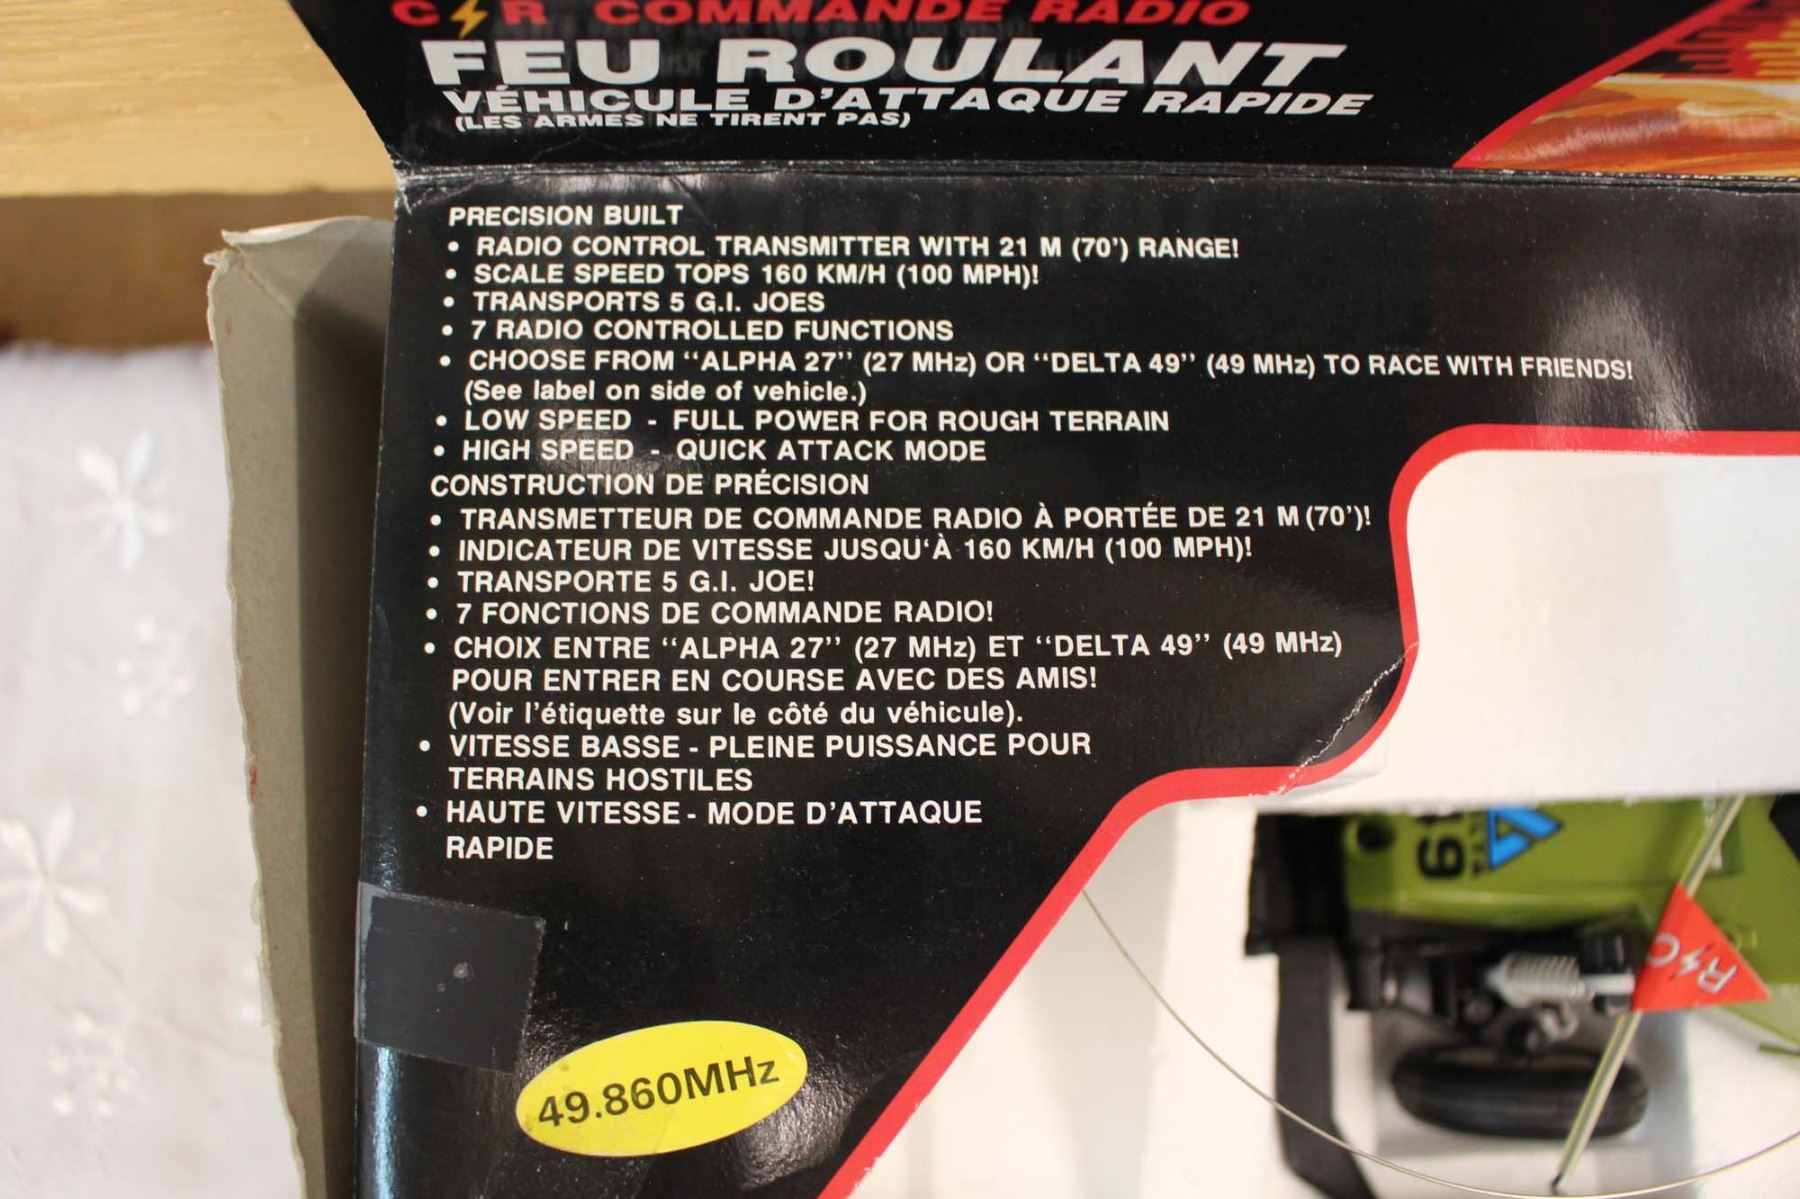 C R COMMANDE RADIO
FEU ROULANT
VÉHICULE D'ATTAQUE RAPIDE
(LES ARMES NE TIRENT PAS)
PRECISION BUILT
• RADIO CONTROL TRANSMITTER WITH 21 M (70') RANGE!
• SCALE SPEED TOPS 160 KM/H (100 MPH)!
• TRANSPORTS 5 G.I. JOES
• 7 RADIO CONTROLLED FUNCTIONS
• CHOOSE FROM "ALPHA 27" (27 MHz) OR "DELTA 49" (49 MHz) TO RACE WITH FRIENDS!
(See label on side of vehicle.)
• LOW SPEED - FULL POWER FOR ROUGH TERRAIN
• HIGH SPEED - QUICK ATTACK MODE
CONSTRUCTION DE PRÉCISION
• TRANSMETTEUR DE COMMANDE RADIO À PORTÉE DE 21 M (70')!
• INDICATEUR DE VITESSE JUSQU'À 160 KM/H (100 MPH)!
• TRANSPORTE 5 G.I. JOE!
• 7 FONCTIONS DE COMMANDE RADIO!
• CHOIX ENTRE "ALPHA 27" (27 MHz) ET "DELTA 49" (49 MHz)
POUR ENTRER EN COURSE AVEC DES AMIS!
(Voir l'étiquette sur le côté du véhicule).
• VITESSE BASSE - PLEINE PUISSANCE POUR
TERRAINS HOSTILES
• HAUTE VITESSE - MODE D'ATTAQUE
RAPIDE
49.860MHz
R C